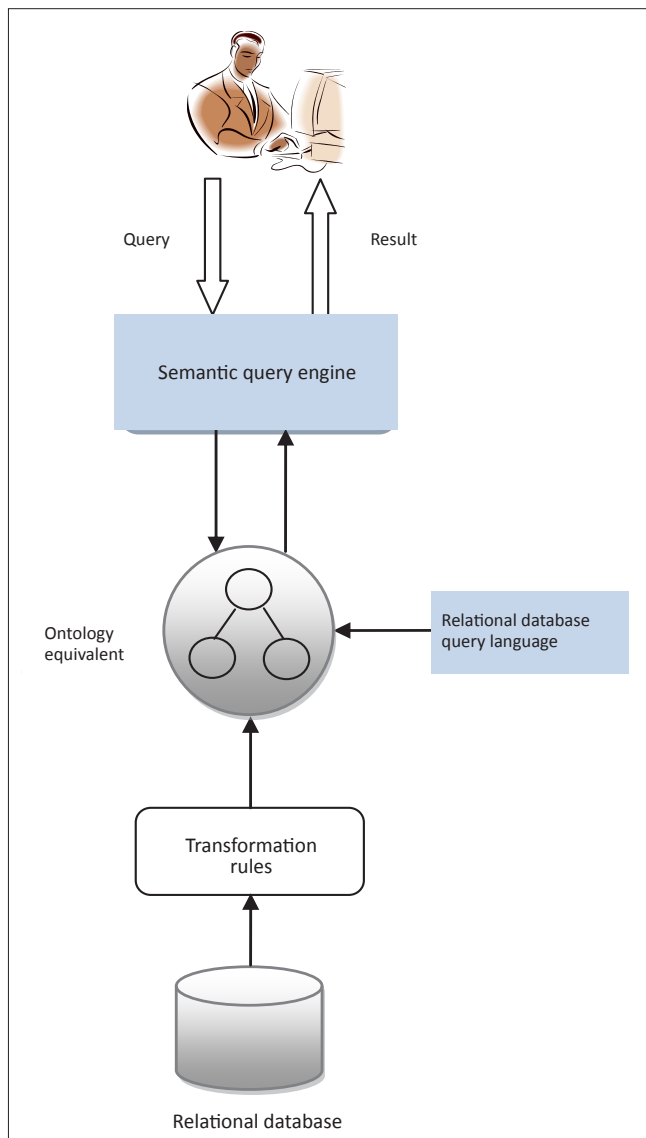 Query
Result
Semantic query engine
Ontology
equivalent
Relational database
query language
Transformation
rules
Relational database